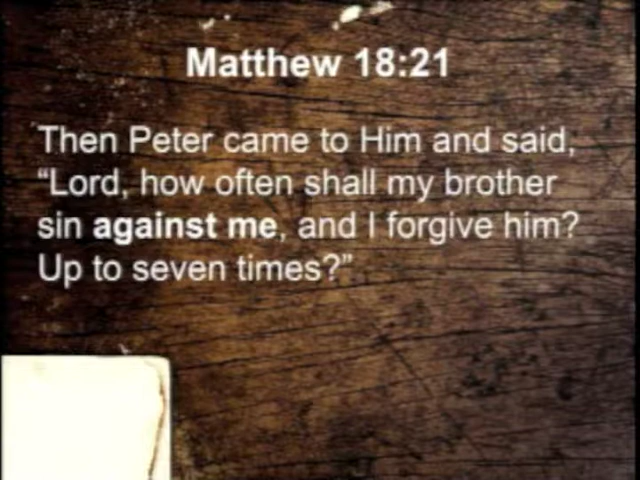 Matthew 18:21
Then Peter came to Him and said,
“Lord, how often shall my brother
sin against me, and I forgive him?
Up to seven times?”